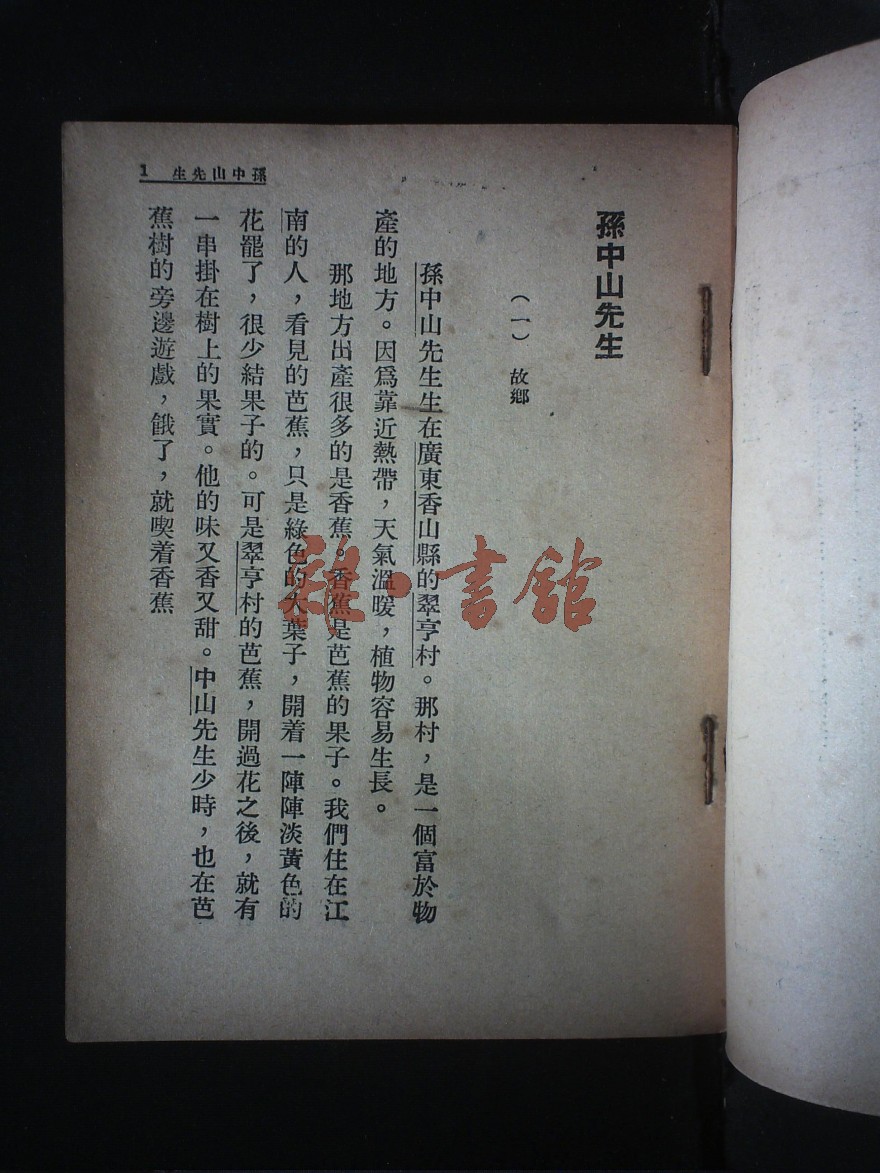 孫中山先生 1
孫中山先生
（一） 故鄉
孫中山先生生在廣東香山縣的翠亨村。那村，是一個富於物
產的地方。因爲靠近熱帶，天氣溫暖，植物容易生長。
那地方出產很多的是香蕉。香蕉是芭蕉的果子。我們住在江
南的人，看見的芭蕉，只是綠色的大葉子，開着一陣陣淡黃色的
花罷了，很少結果子的。可是翠亨村的芭蕉，開過花之後，就有
一串掛在樹上的果實。他的味又香又甜。中山先生少時，也在芭
蕉樹的旁邊遊戲，餓了，就喫着香蕉
雜·書館